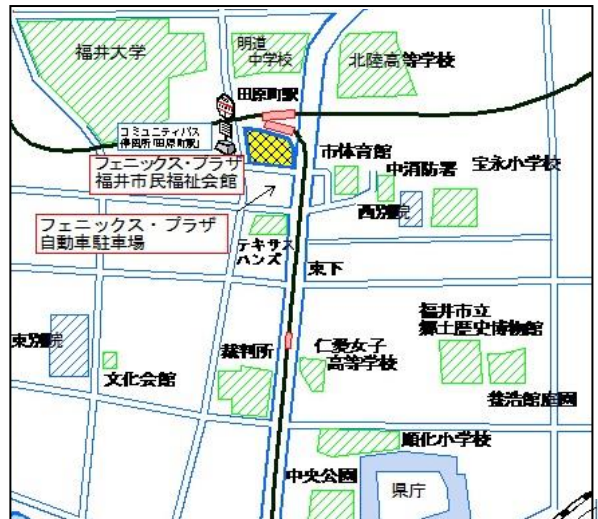 福井大学
明道
中学校
北陸高等学校
田原町駅
コミュニティバス
停留所(田原町駅)
フェニックス・プラザ
福井市民福祉会館
市体育館
中消防署
宝永小学校
西別院
フェニックス・プラザ
自動車駐車場
テキサス
ハンズ
東下
福井市立
郷土歴史博物館
東別院
裁判所
仁愛女子
高等学校
文化会館
養浩館庭園
順化小学校
中央公園
県庁